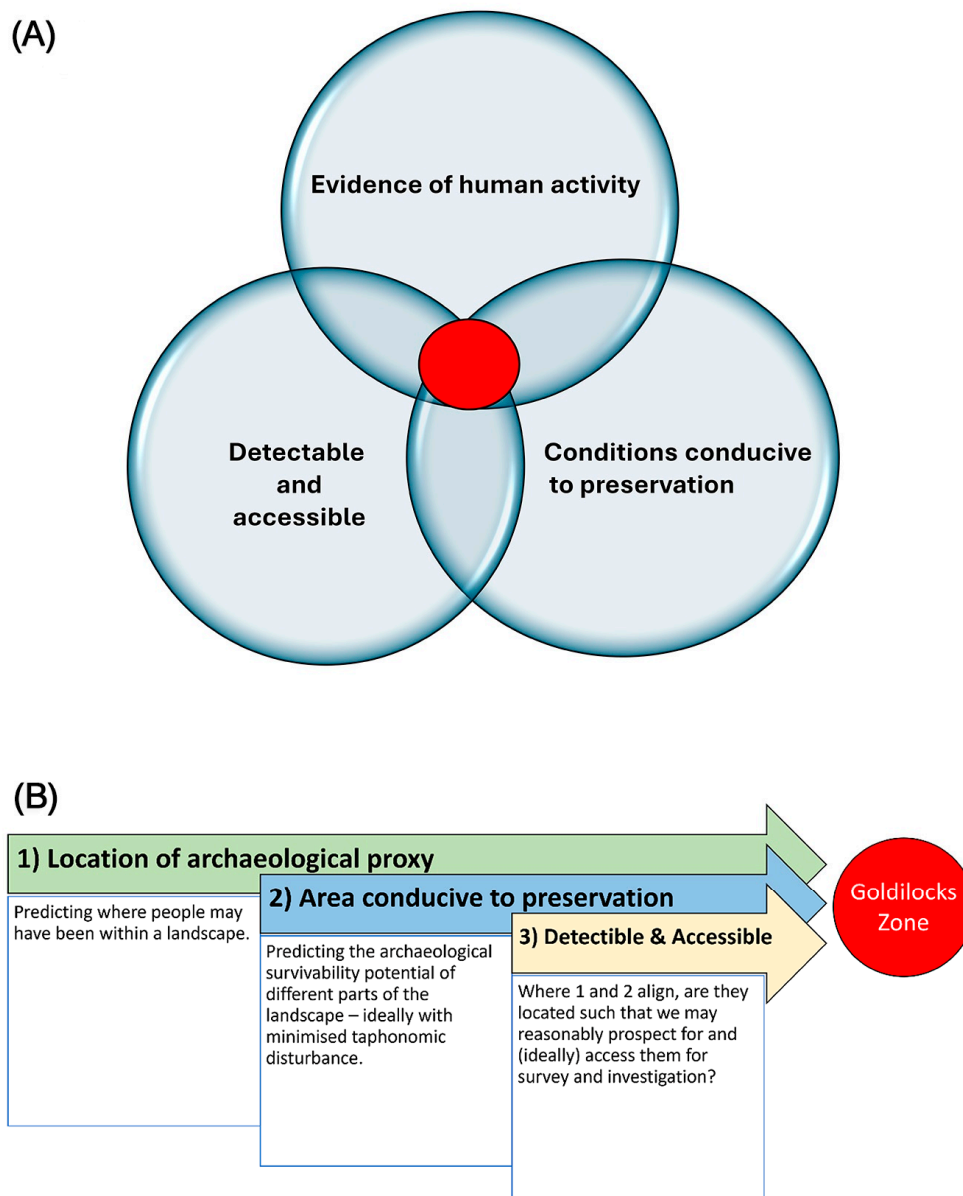 (A)
Evidence of human activity
Detectable
and
accessible
Conditions conducive
to preservation
(B)
1) Location of archaeological proxy
Predicting where people may
have been within a landscape.
2) Area conducive to preservation
Predicting the archaeological
survivability potential of
different parts of the
landscape – ideally with
minimised taphonomic
disturbance.
3) Detectible & Accessible
Where 1 and 2 align, are they
located such that we may
reasonably prospect for and
(ideally) access them for
survey and investigation?
Goldilocks
Zone